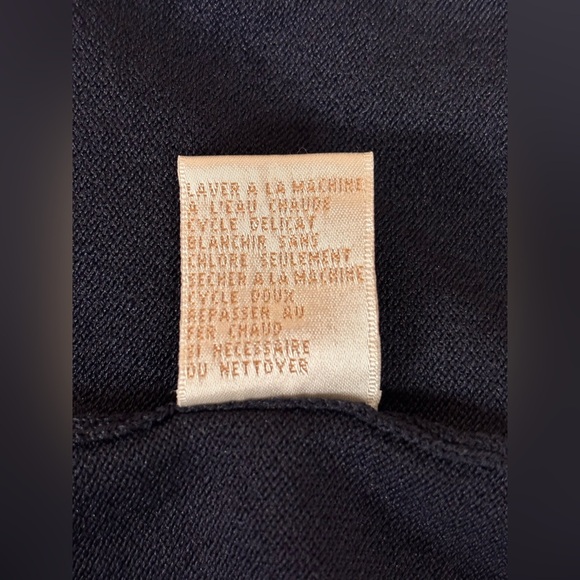 LAVER A LA MACHINE
A L'EAU CHAUDE
CYCLE DELICAT
BLANCHIR SANS
CHLORE SEULEMENT
SECHER A LA MACHINE
CYCLE DOUX
REPASSER AU
FER CHAUD
SI NECESSAIRE
OU NETTOYER